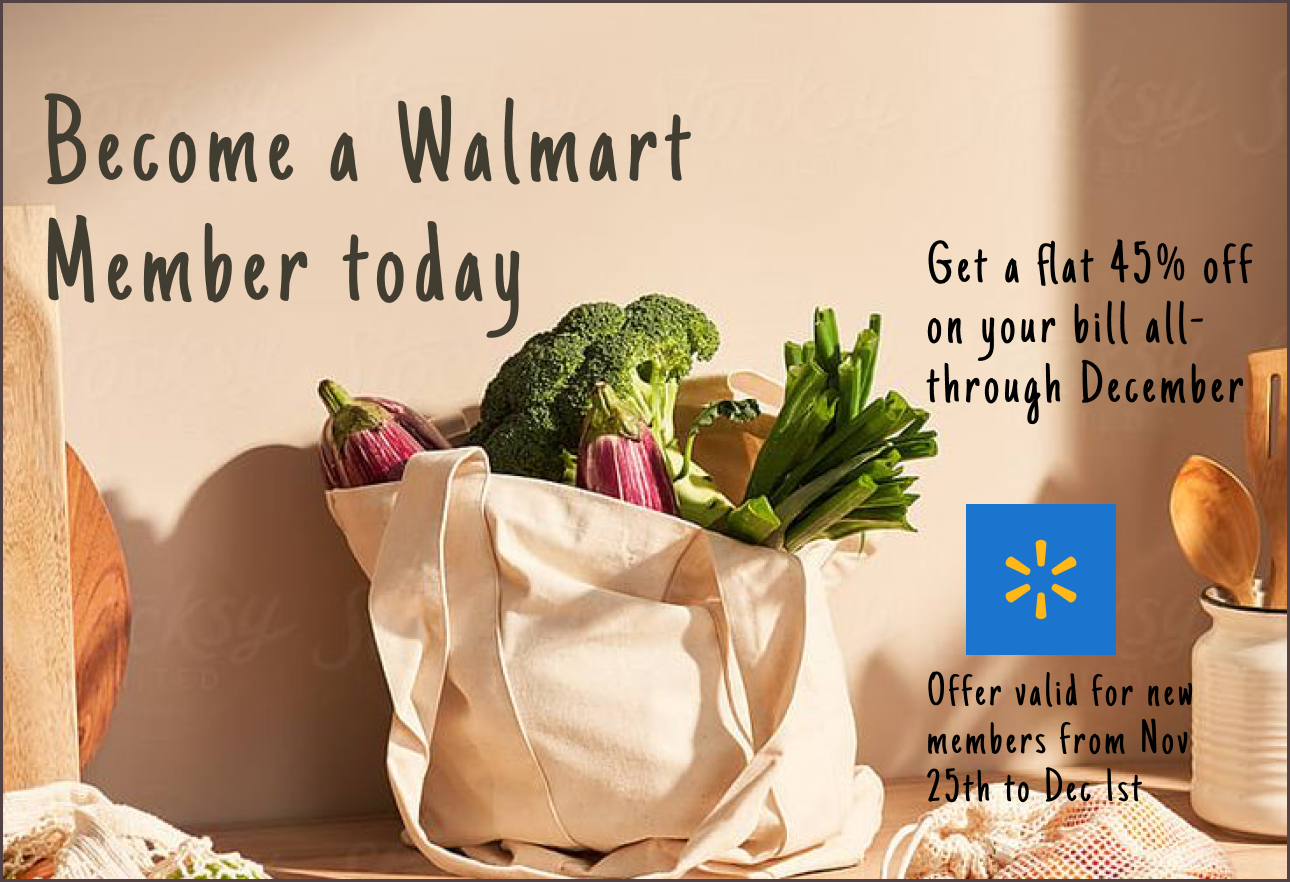 Become a Walmart
Member today
Get a flat 45% off
on your bill all-
through December
Offer valid for new
members from Nov
25th to Dec 1st
Stocksy